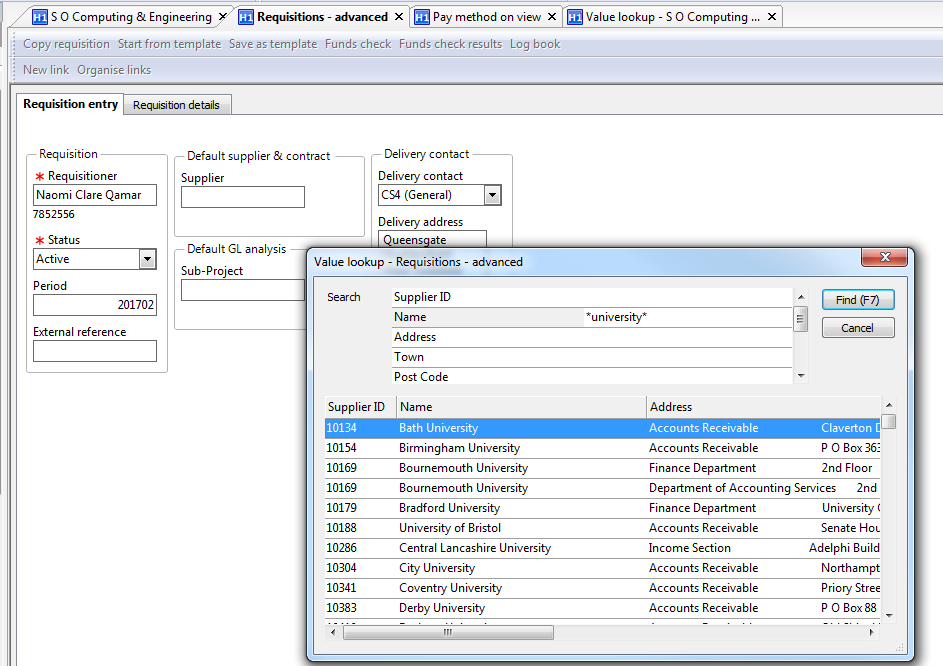 H1 S O Computing & Engineering
H1 Requisitions - advanced
H1 Pay method on view
H1 Value lookup - S O Computing ...
Copy requisition Start from template Save as template Funds check Funds check results Log book
New link Organise links
Requisition entry Requisition details
Requisition
* Requisitioner
Naomi Clare Qamar
7852556
* Status
Active
Period
201702
External reference
Default supplier & contract
Supplier
Default GL analysis
Sub-Project
Delivery contact
Delivery contact
CS4 (General)
Delivery address
Queensgate
Value lookup - Requisitions - advanced
Search
Supplier ID
Name *university*
Address
Town
Post Code
Find (F7)
Cancel
Supplier ID Name Address
10134 Bath University Accounts Receivable Claverton
10154 Birmingham University Accounts Receivable P O Box 363
10169 Bournemouth University Finance Department 2nd Floor
10169 Bournemouth University Department of Accounting Services 2nd
10179 Bradford University Finance Department University
10188 University of Bristol Accounts Receivable Senate Hou
10286 Central Lancashire University Income Section Adelphi Build
10304 City University Accounts Receivable Northampt
10341 Coventry University Accounts Receivable Priory Stree
10383 Derby University Accounts Receivable P O Box 88